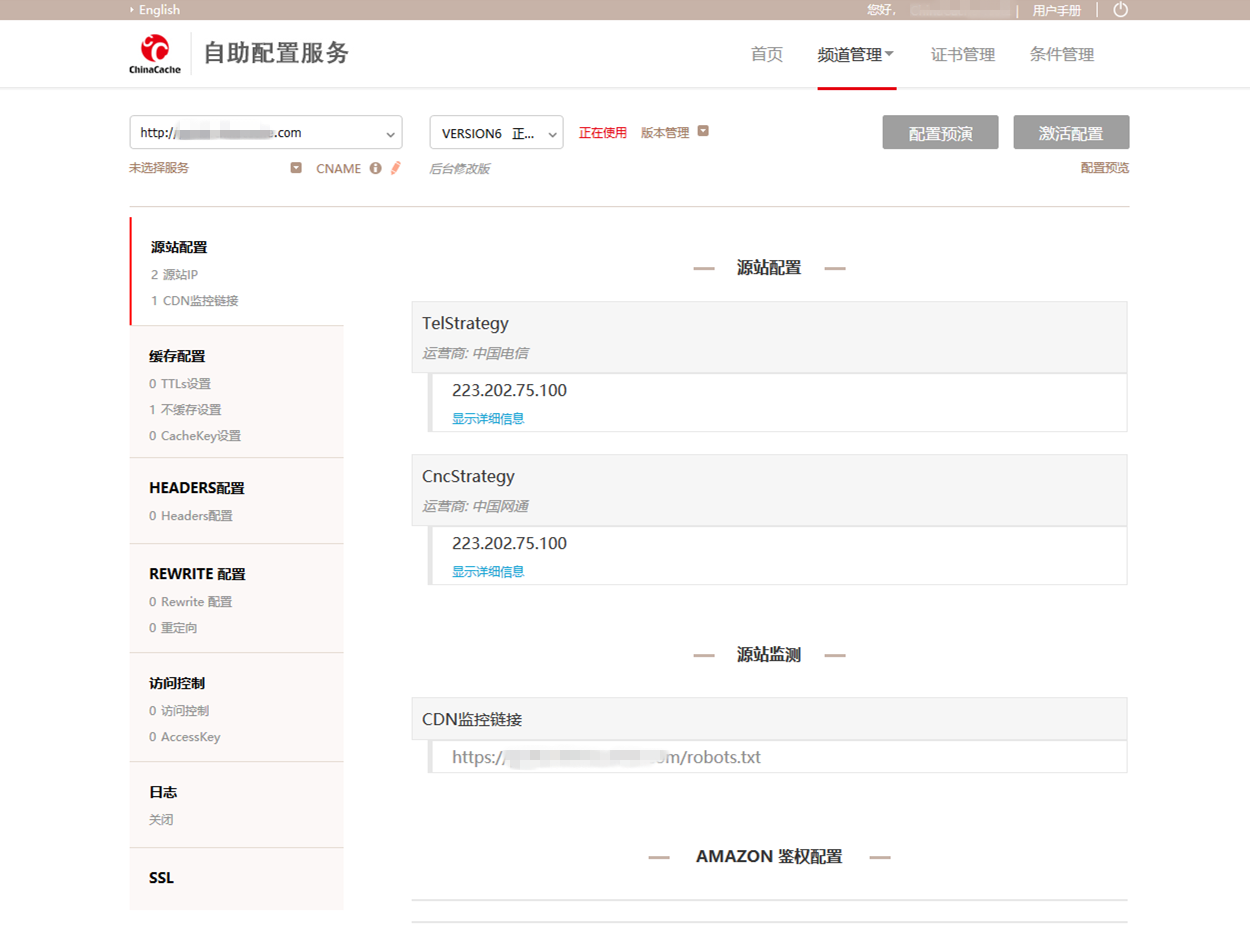 English
您好,
用户手册
ChinaCache
自助配置服务
首页
频道管理
证书管理
条件管理
http://
.com
VERSION6 正...
正在使用
版本管理
配置预演
激活配置
未选择服务
CNAME
后台修改版
配置预览
源站配置
2 源站IP
1 CDN监控链接
缓存配置
0 TTLs设置
1 不缓存设置
0 CacheKey设置
HEADERS配置
0 Headers配置
REWRITE 配置
0 Rewrite 配置
0 重定向
访问控制
0 访问控制
0 AccessKey
日志
关闭
SSL
源站配置
TelStrategy
运营商: 中国电信
223.202.75.100
显示详细信息
CncStrategy
运营商: 中国网通
223.202.75.100
显示详细信息
源站监测
CDN监控链接
https:/
m/robots.txt
AMAZON 鉴权配置